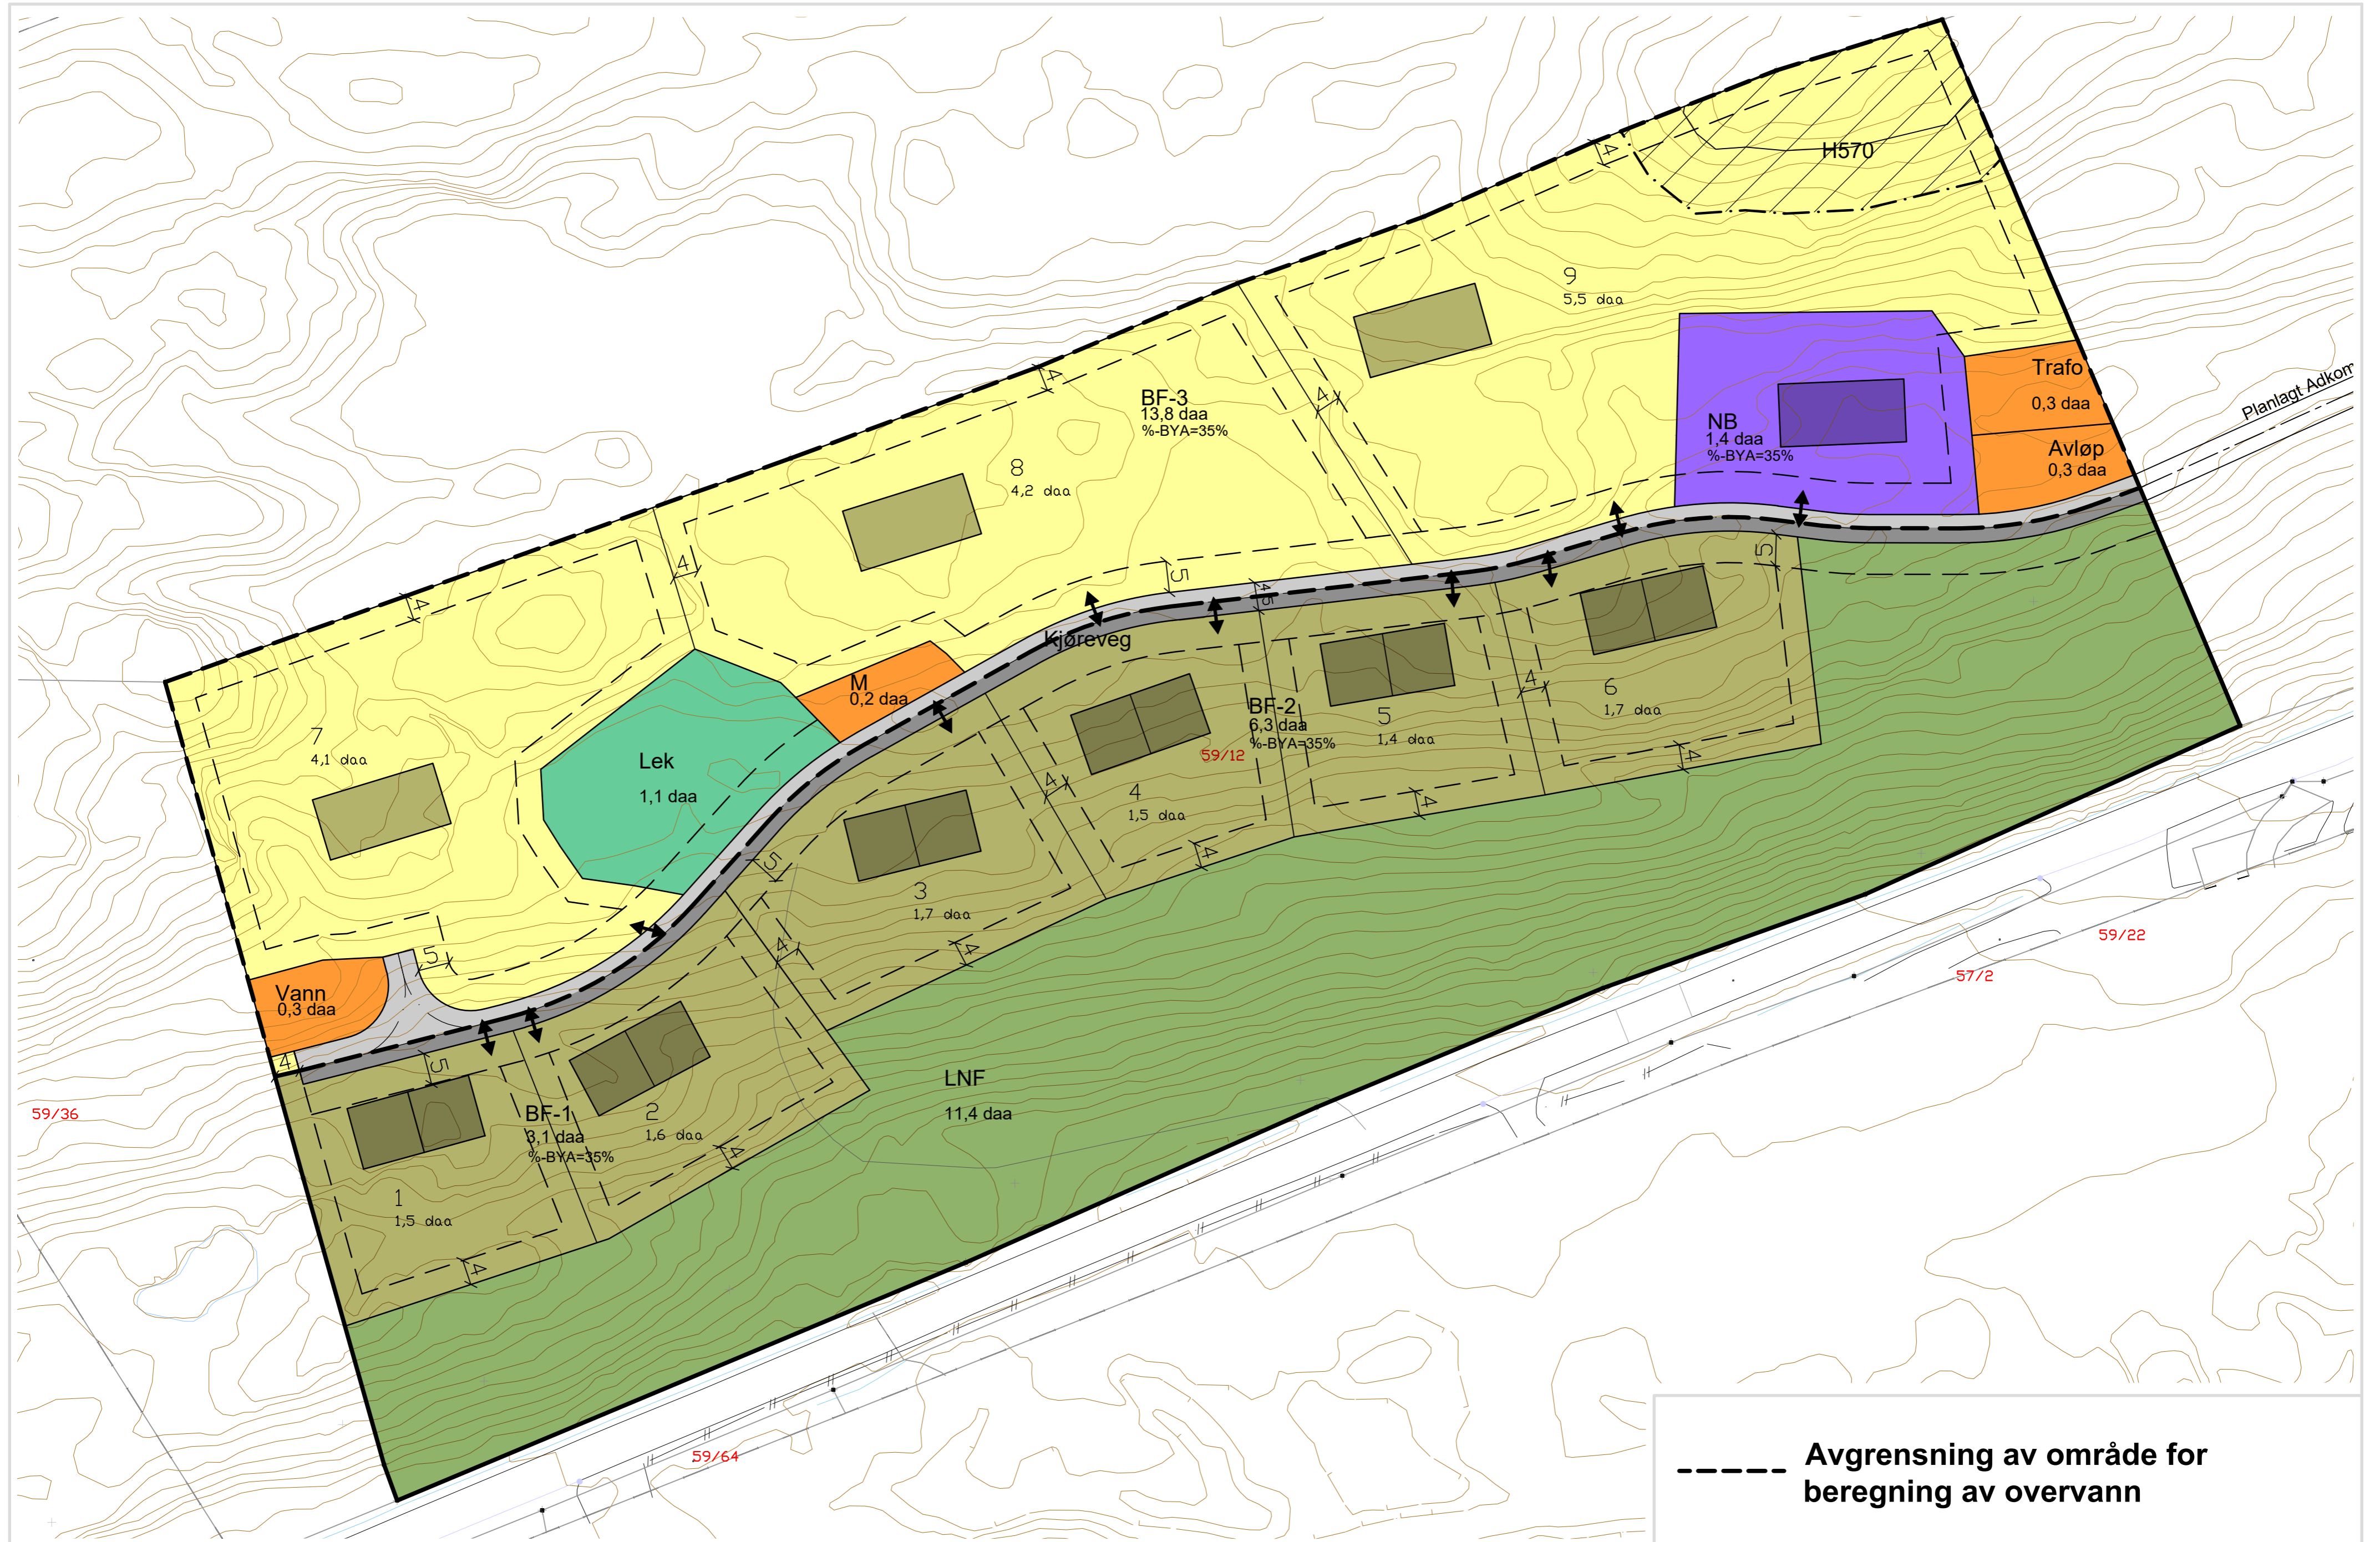 H570
4
9
5,5 daa
Trafo
0,3 daa
Planlagt Adkom
BF-3
13,8 daa
%-BYA=35%
4
4
NB
1,4 daa
%-BYA=35%
Avløp
0,3 daa
8
4,2 daa
4
5
4,5
5
4
Kjøreveg
M
0,2 daa
6
1,7 daa
4
BF-2
6,3 daa
%-BYA=35%
59/12
5
1,4 daa
4
4
7
4,1 daa
Lek
1,1 daa
4
4
1,5 daa
4
5
3
1,7 daa
4
4
59/22
57/2
5
Vann
0,3 daa
4
5
LNF
11,4 daa
59/36
BF-1
3,1 daa
%-BYA=35%
2
1,6 daa
4
1
1,5 daa
4
59/64
Avgrensning av område for
beregning av overvann